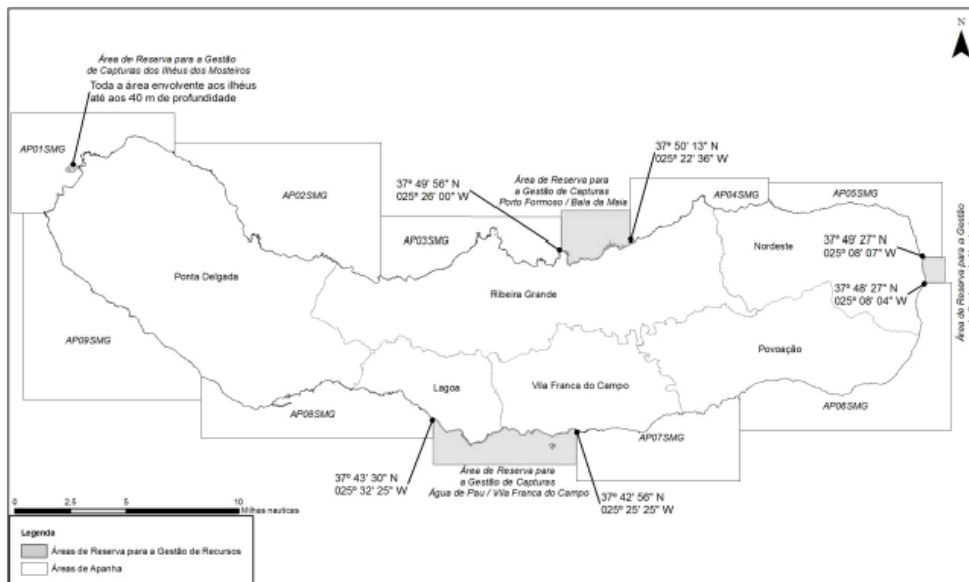 N
Área de Reserva para a Gestão
de Capturas dos Ilhéus dos Mosteiros
Toda a área envolvente aos ilhéus
até aos 40 m de profundidade
AP01SMG
AP02SMG
37º 49' 56" N
025º 26' 00" W
Área de Reserva para
a Gestão de Capturas
Porto Formoso / Baía da Maia
37º 50' 13" N
025º 22' 36" W
AP03SMG
AP04SMG
AP05SMG
Nordeste
37º 49' 27" N
025º 08' 07" W
37º 48' 27" N
025º 08' 04" W
Área de Reserva para a Gestão
Ponta Delgada
Ribeira Grande
Povoação
Lagoa
Vila Franca do Campo
AP09SMG
AP08SMG
AP07SMG
AP06SMG
37º 43' 30" N
025º 32' 25" W
Área de Reserva para
a Gestão de Capturas
Água de Pau / Vila Franca do Campo
37º 42' 56" N
025º 25' 25" W
0 2.5 5 10
Milhas nauticas
Legenda
Áreas de Reserva para a Gestão de Recursos
Áreas de Apanha